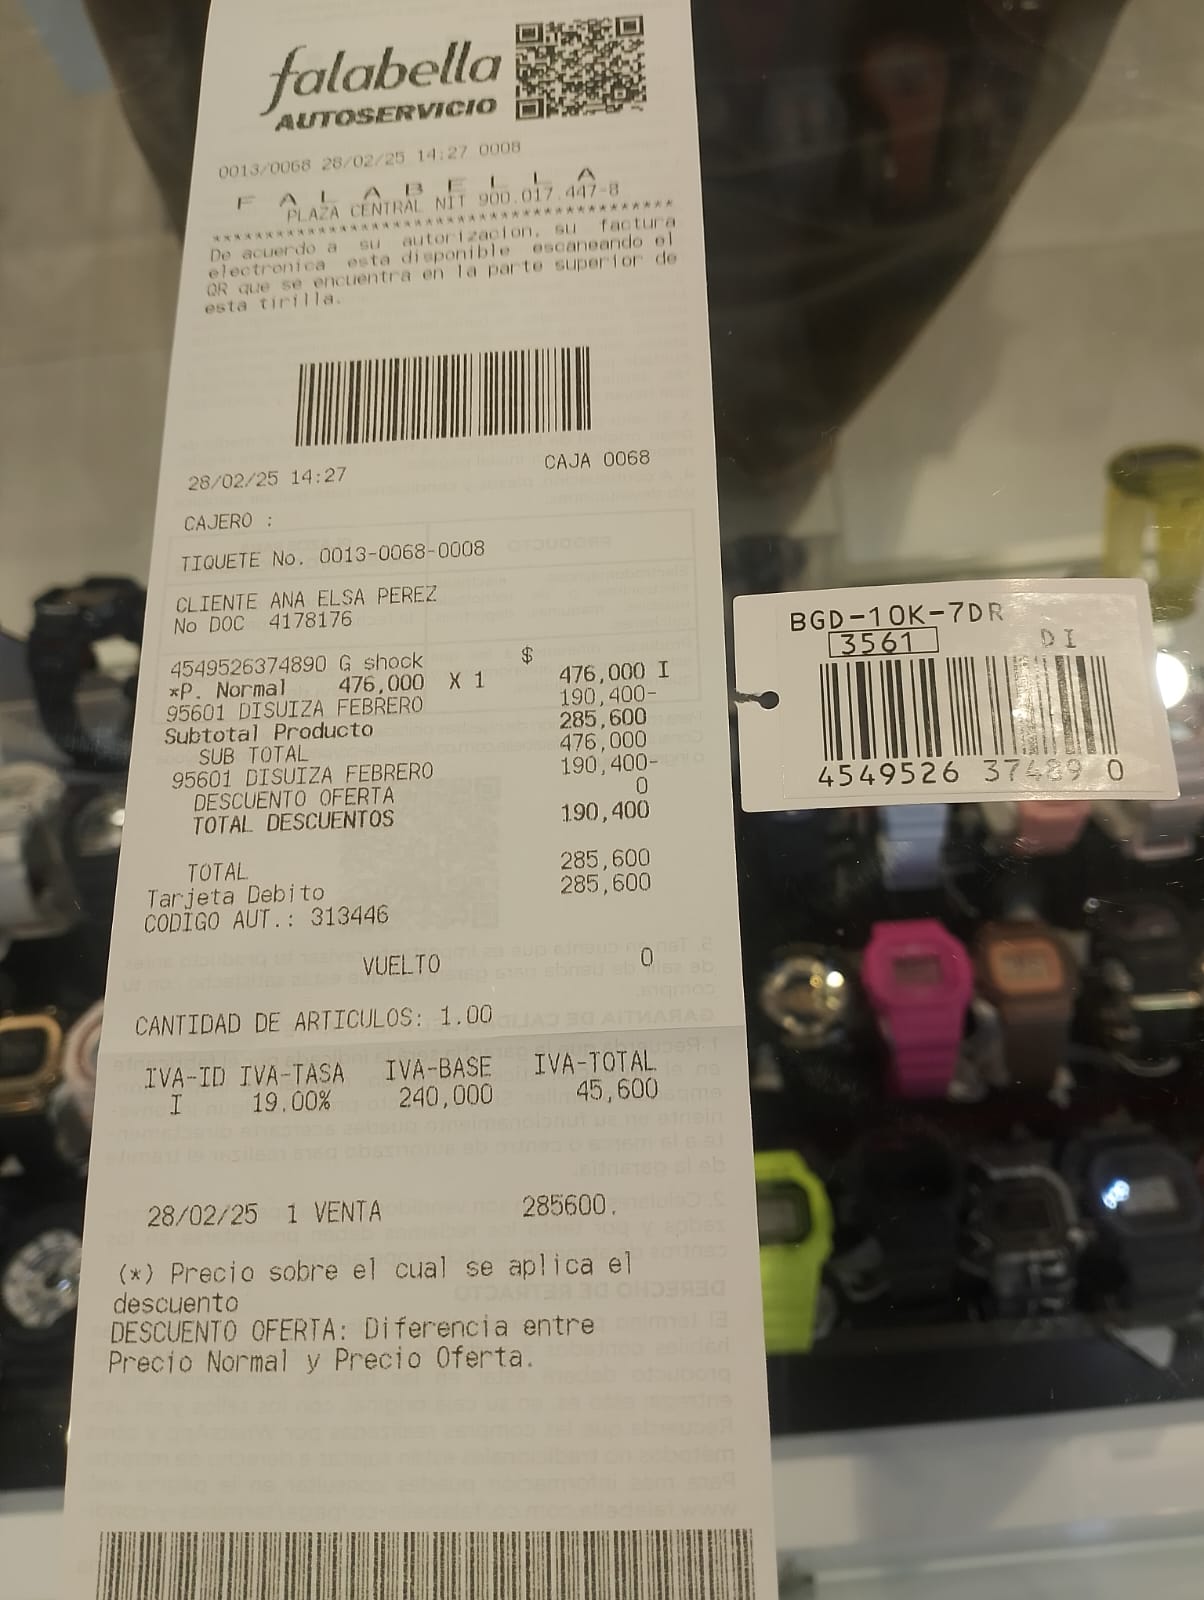 falabella
AUTOSERVICIO
0013/0068 28/02/25 14:27 0008
F A L A B E L L A
PLAZA CENTRAL NIT 900.017.447-8
****************************************
De acuerdo a su autorizacion, su factura
electronica esta disponible escaneando el
QR que se encuentra en la parte superior de
esta tirilla.
28/02/25 14:27 CAJA 0068
CAJERO :
TIQUETE No. 0013-0068-0008
CLIENTE ANA ELSA PEREZ
No DOC 4178176
$
4549526374890 G shock
*P. Normal 476,000 X 1 476,000 I
95601 DISUIZA FEBRERO 190,400-
Subtotal Producto 285,600
SUB TOTAL 476,000
95601 DISUIZA FEBRERO 190,400-
DESCUENTO OFERTA 0
TOTAL DESCUENTOS 190,400
TOTAL 285,600
Tarjeta Debito 285,600
CODIGO AUT.: 313446
VUELTO 0
CANTIDAD DE ARTICULOS: 1.00
IVA-ID IVA-TASA IVA-BASE IVA-TOTAL
I 19.00% 240,000 45,600
28/02/25 1 VENTA 285600.
(*) Precio sobre el cual se aplica el
descuento
DESCUENTO OFERTA: Diferencia entre
Precio Normal y Precio Oferta.
BGD-10K-7DR
3561 DI
4549526 37489 0